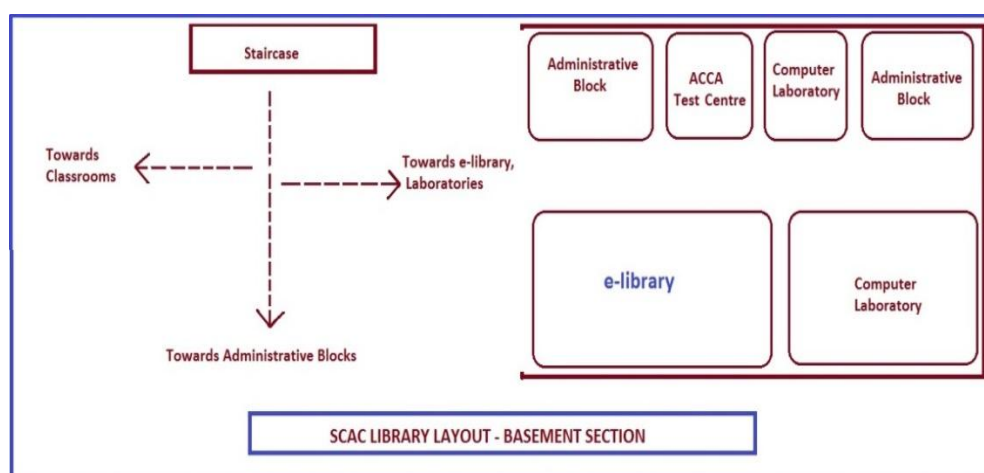 Staircase
Towards
Classrooms
Towards e-library,
Laboratories
Towards Administrative Blocks
Administrative
Block
ACCA
Test Centre
Computer
Laboratory
Administrative
Block
e-library
Computer
Laboratory
SCAC LIBRARY LAYOUT - BASEMENT SECTION